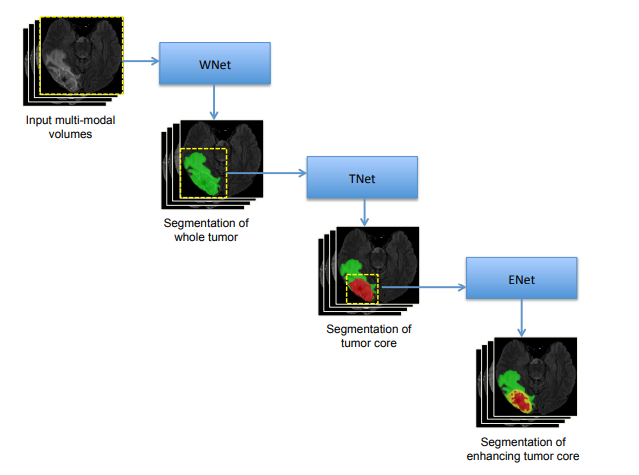 WNet
Input multi-modal
volumes
TNet
Segmentation of
whole tumor
ENet
Segmentation of
tumor core
Segmentation of
enhancing tumor core